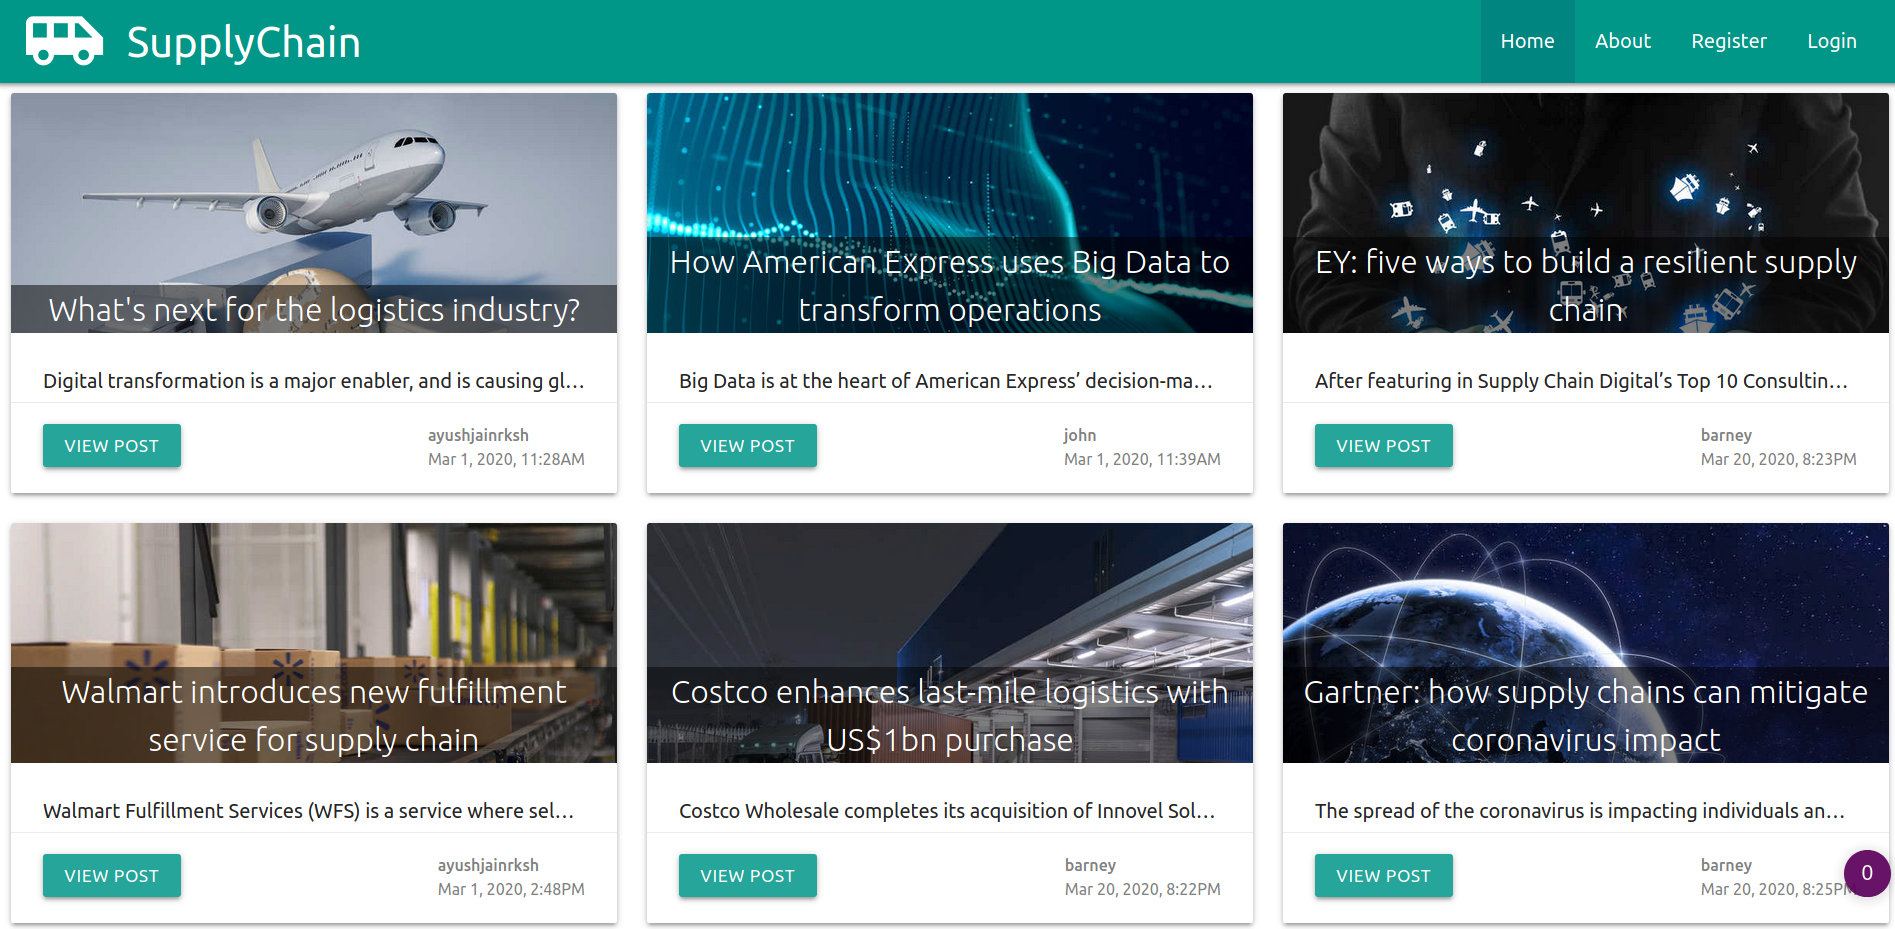 SupplyChain
Home
About
Register
Login
What's next for the logistics industry?
Digital transformation is a major enabler, and is causing gl...
VIEW POST
ayushjainrksh
Mar 1, 2020, 11:28AM
How American Express uses Big Data to
transform operations
Big Data is at the heart of American Express’ decision-ma...
VIEW POST
john
Mar 1, 2020, 11:39AM
EY: five ways to build a resilient supply
chain
After featuring in Supply Chain Digital’s Top 10 Consultin...
VIEW POST
barney
Mar 20, 2020, 8:23PM
Walmart introduces new fulfillment
service for supply chain
Walmart Fulfillment Services (WFS) is a service where sel...
VIEW POST
ayushjainrksh
Mar 1, 2020, 2:48PM
Costco enhances last-mile logistics with
US$1bn purchase
Costco Wholesale completes its acquisition of Innovel Sol...
VIEW POST
barney
Mar 20, 2020, 8:22PM
Gartner: how supply chains can mitigate
coronavirus impact
The spread of the coronavirus is impacting individuals an...
VIEW POST
barney
Mar 20, 2020, 8:25PM
0